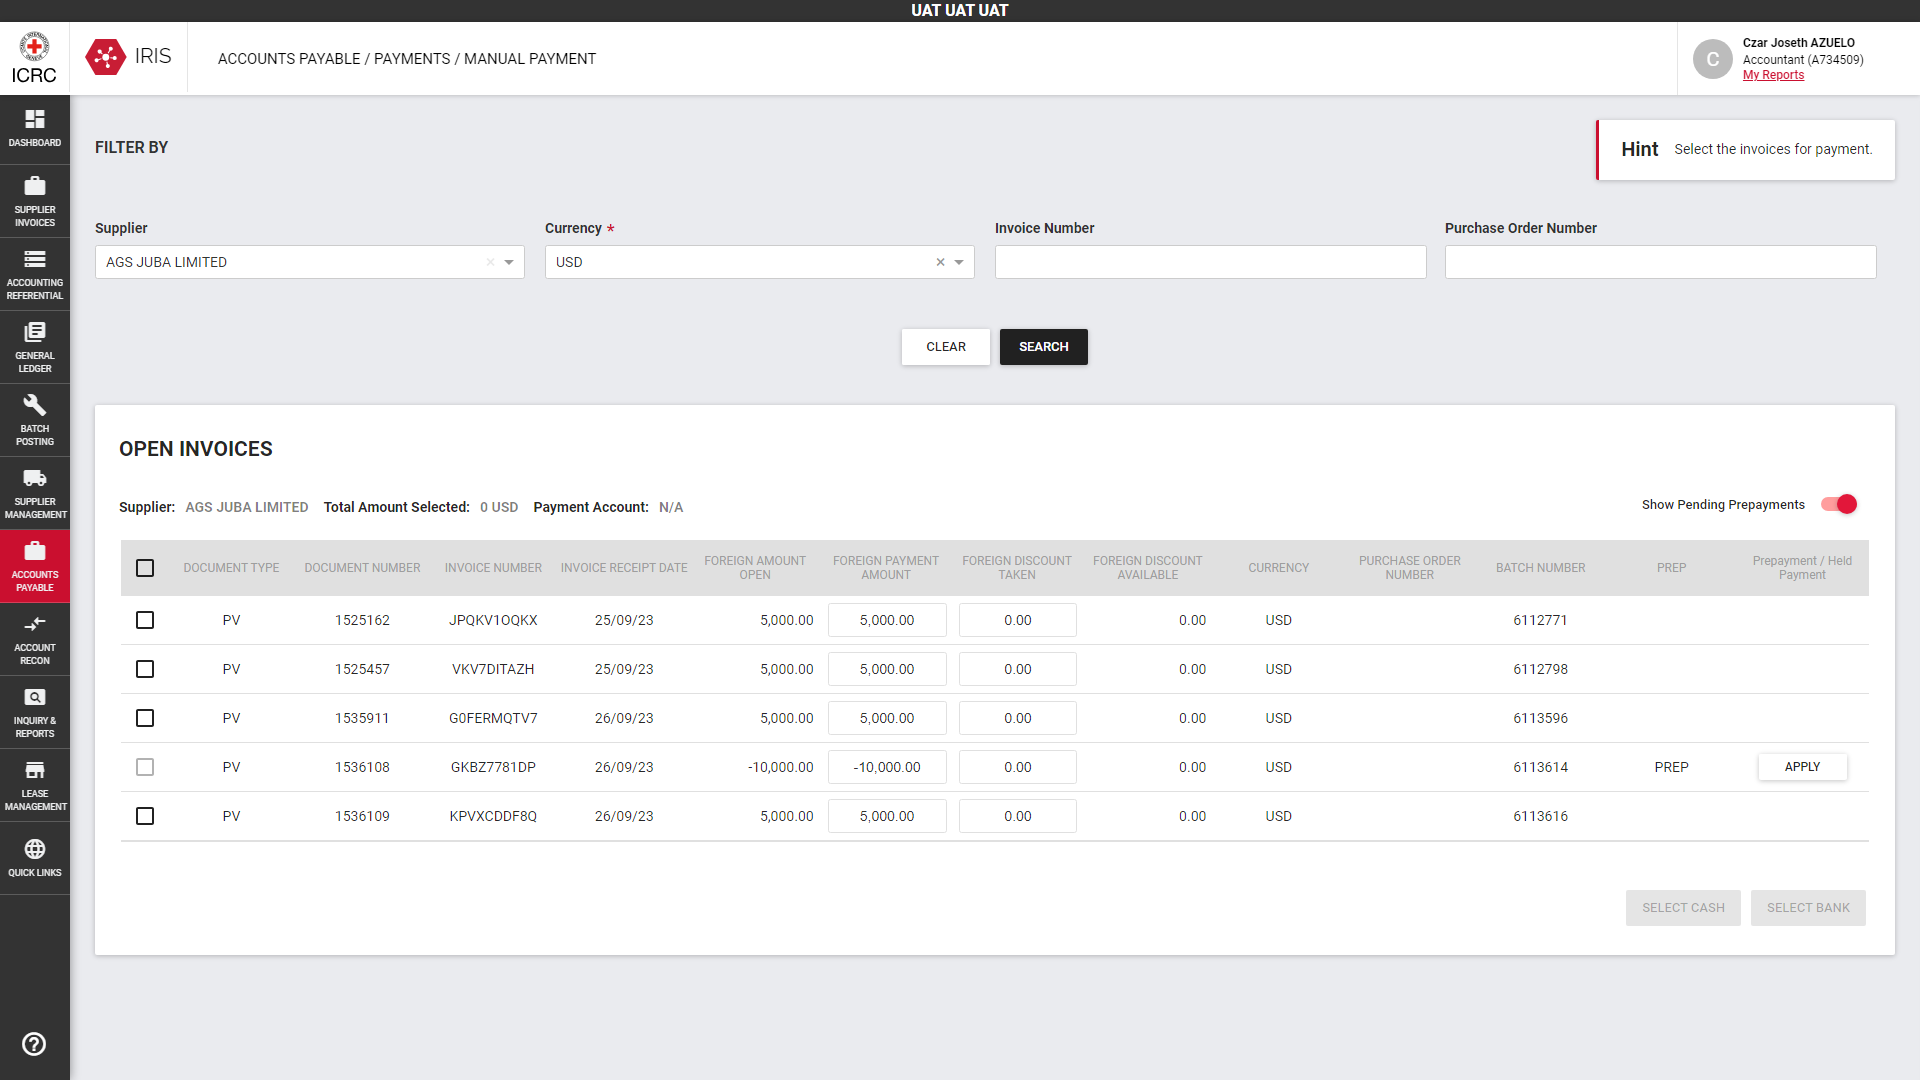 UAT UAT UAT
ICRC
IRIS
ACCOUNTS PAYABLE / PAYMENTS / MANUAL PAYMENT
C
Czar Joseth AZUELO
Accountant (A734509)
My Reports
DASHBOARD
SUPPLIER
INVOICES
ACCOUNTING
REFERENTIAL
GENERAL
LEDGER
BATCH
POSTING
SUPPLIER
MANAGEMENT
ACCOUNTS
PAYABLE
ACCOUNT
RECON
INQUIRY &
REPORTS
LEASE
MANAGEMENT
QUICK LINKS
FILTER BY
Hint Select the invoices for payment.
Supplier Currency * Invoice Number Purchase Order Number
AGS JUBA LIMITED USD
CLEAR SEARCH
OPEN INVOICES
Supplier: AGS JUBA LIMITED Total Amount Selected: 0 USD Payment Account: N/A Show Pending Prepayments
DOCUMENT TYPE DOCUMENT NUMBER INVOICE NUMBER INVOICE RECEIPT DATE FOREIGN AMOUNT OPEN FOREIGN PAYMENT AMOUNT FOREIGN DISCOUNT TAKEN FOREIGN DISCOUNT AVAILABLE CURRENCY PURCHASE ORDER NUMBER BATCH NUMBER PREP Prepayment / Held Payment
PV 1525162 JPQKV1OQKX 25/09/23 5,000.00 5,000.00 0.00 0.00 USD 6112771
PV 1525457 VKV7DITAZH 25/09/23 5,000.00 5,000.00 0.00 0.00 USD 6112798
PV 1535911 G0FERMQTV7 26/09/23 5,000.00 5,000.00 0.00 0.00 USD 6113596
PV 1536108 GKBZ7781DP 26/09/23 -10,000.00 -10,000.00 0.00 0.00 USD 6113614 PREP APPLY
PV 1536109 KPVXCDDF8Q 26/09/23 5,000.00 5,000.00 0.00 0.00 USD 6113616
SELECT CASH SELECT BANK